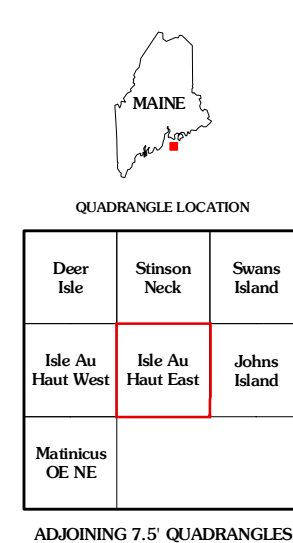 MAINE
QUADRANGLE LOCATION
Deer
Isle
Stinson
Neck
Swans
Island
Isle Au
Haut West
Isle Au
Haut East
Johns
Island
Matinicus
OE NE
ADJOINING 7.5' QUADRANGLES